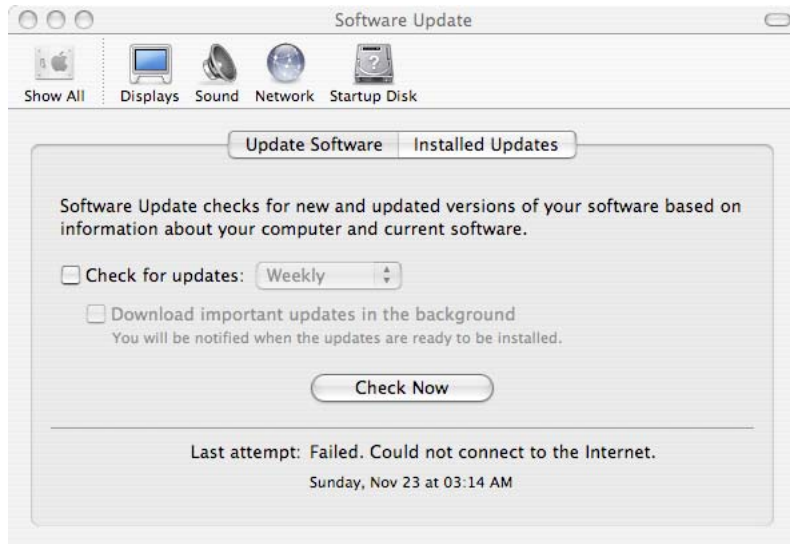 Software Update
Show All Displays Sound Network Startup Disk
Update Software Installed Updates
Software Update checks for new and updated versions of your software based on
information about your computer and current software.
Check for updates: Weekly
Download important updates in the background
You will be notified when the updates are ready to be installed.
Check Now
Last attempt: Failed. Could not connect to the Internet.
Sunday, Nov 23 at 03:14 AM